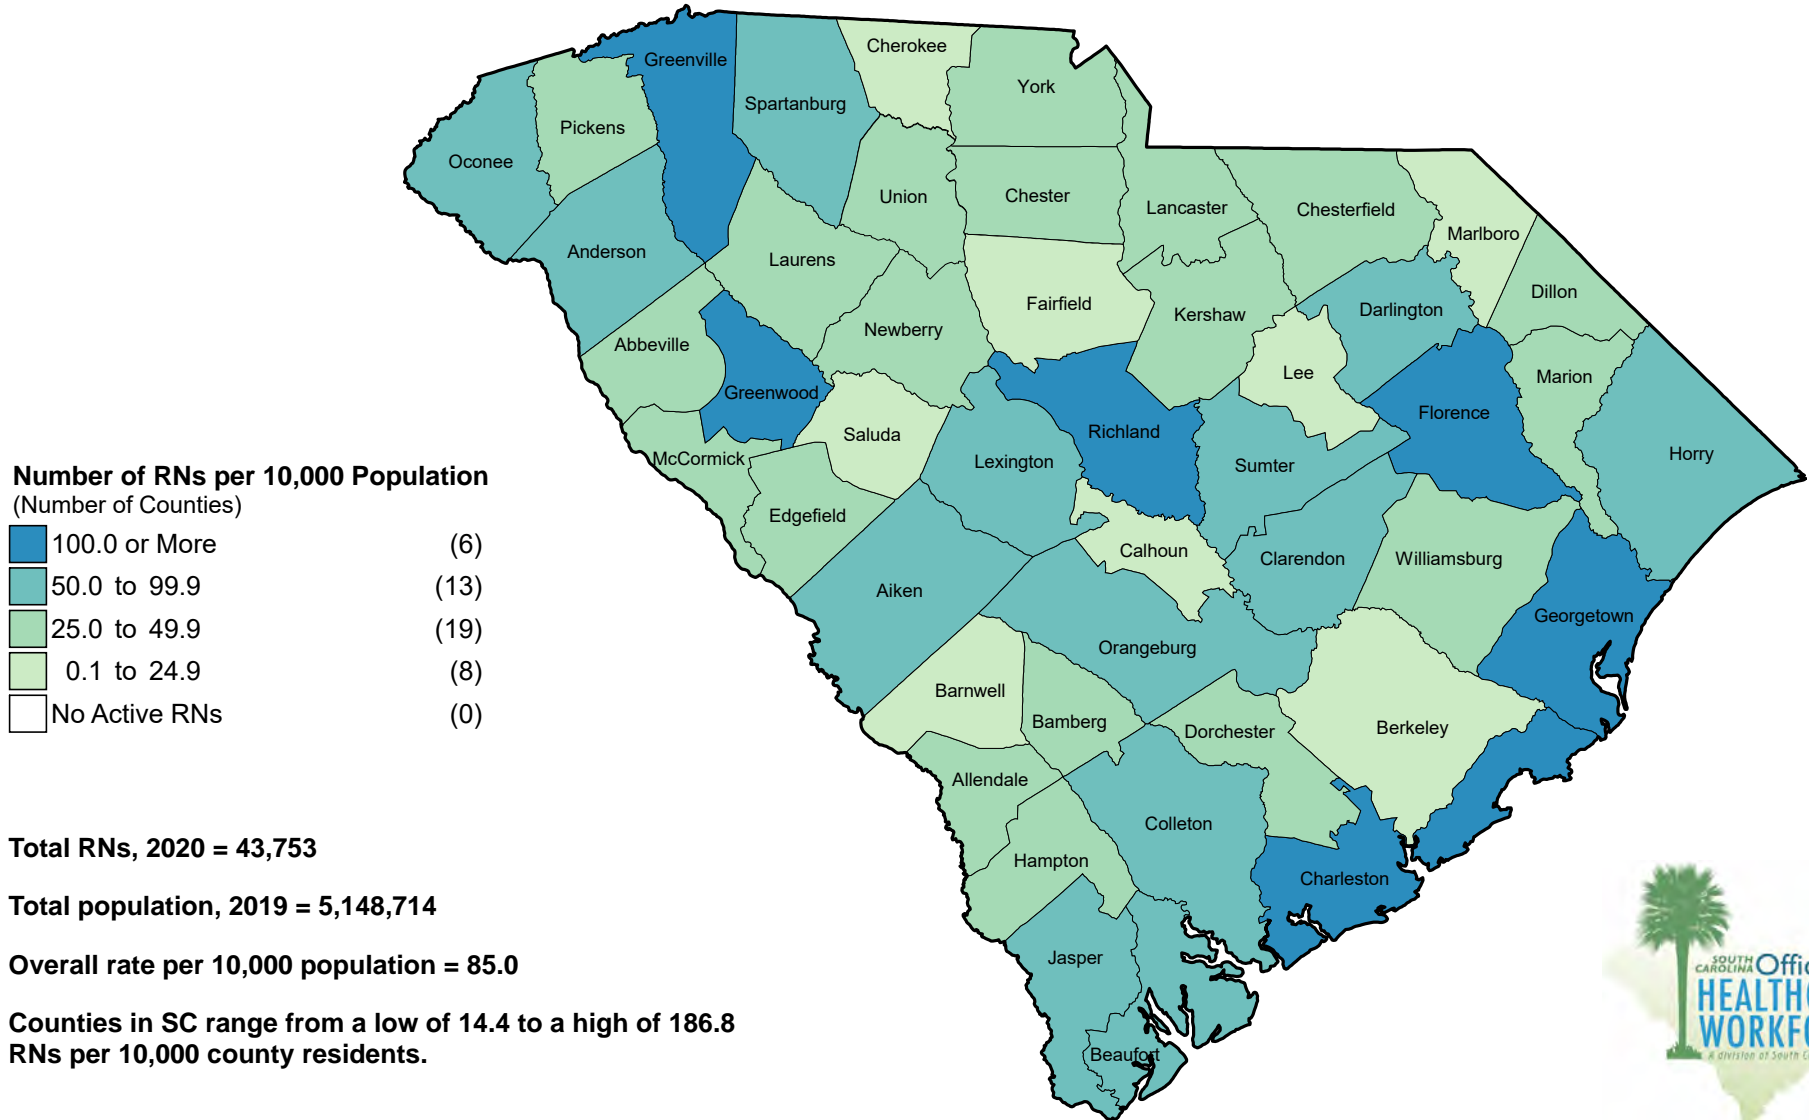 Greenville
Cherokee
York
Spartanburg
Pickens
Oconee
Union
Chester
Lancaster
Chesterfield
Marlboro
Anderson
Laurens
Dillon
Fairfield
Darlington
Kershaw
Newberry
Abbeville
Lee
Marion
Greenwood
Florence
Richland
Saluda
Horry
McCormick
Lexington
Sumter
Edgefield
Calhoun
Clarendon
Williamsburg
Aiken
Georgetown
Orangeburg
Barnwell
Bamberg
Dorchester
Berkeley
Allendale
Colleton
Hampton
Charleston
Jasper
Beaufort
Number of RNs per 10,000 Population
(Number of Counties)
100.0 or More (6)
50.0 to 99.9 (13)
25.0 to 49.9 (19)
0.1 to 24.9 (8)
No Active RNs (0)
Total RNs, 2020 = 43,753
Total population, 2019 = 5,148,714
Overall rate per 10,000 population = 85.0
Counties in SC range from a low of 14.4 to a high of 186.8
RNs per 10,000 county residents.
SOUTH
CAROLINA
A division of South